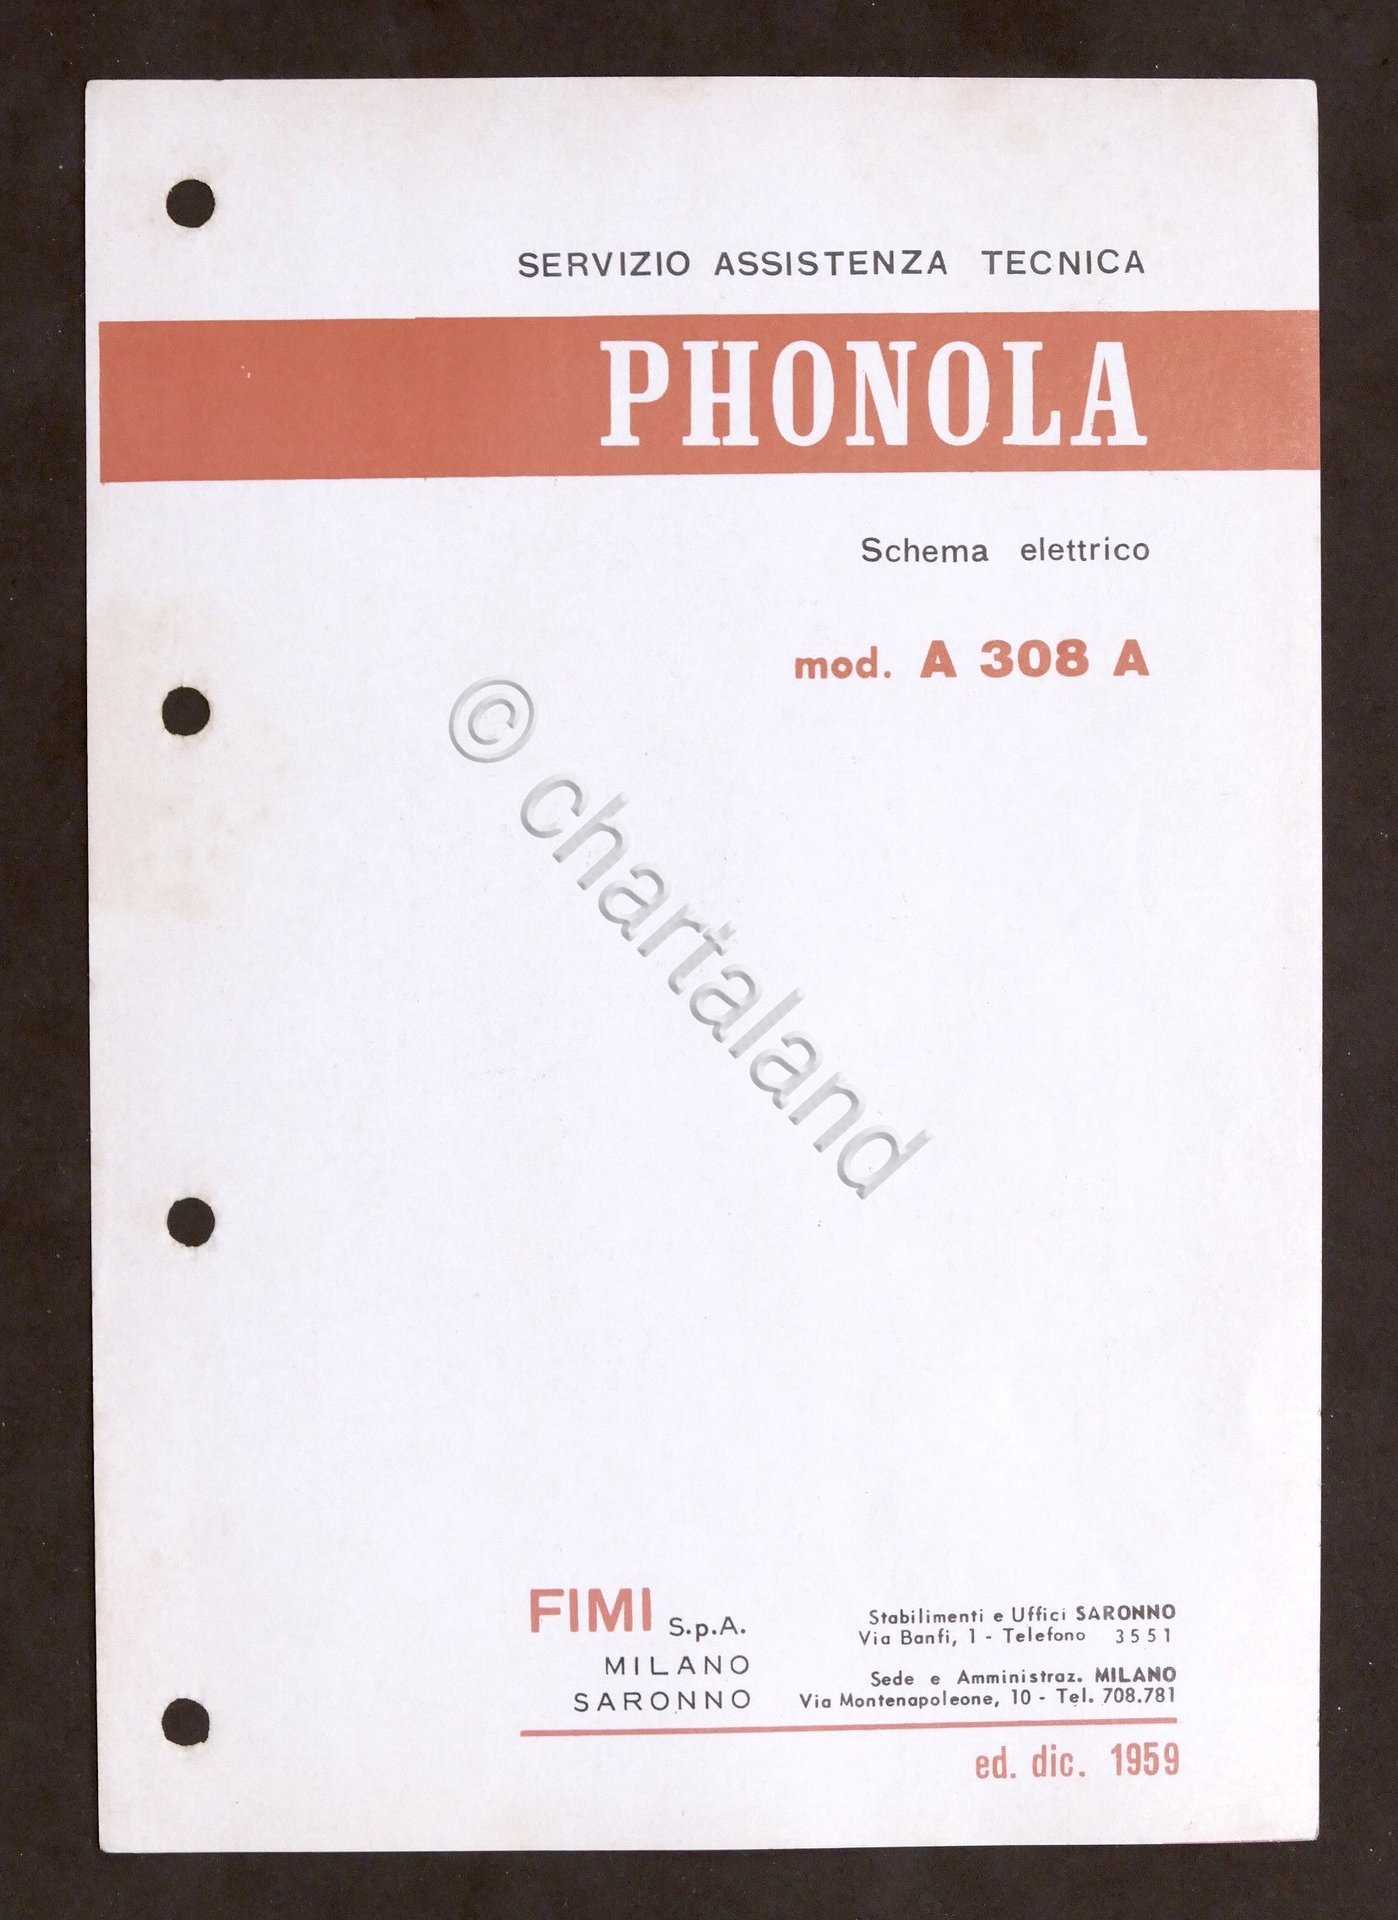 SERVIZIO ASSISTENZA TECNICA
PHONOLA
Schema elettrico
mod. A 308 A
© chartaland
FIMI S.p.A.
MILANO
SARONNO
Stabilimenti e Uffici SARONNO
Via Banfi, 1 - Telefono 3551
Sede e Amministraz. MILANO
Via Montenapoleone, 10 - Tel. 708.781
ed. dic. 1959